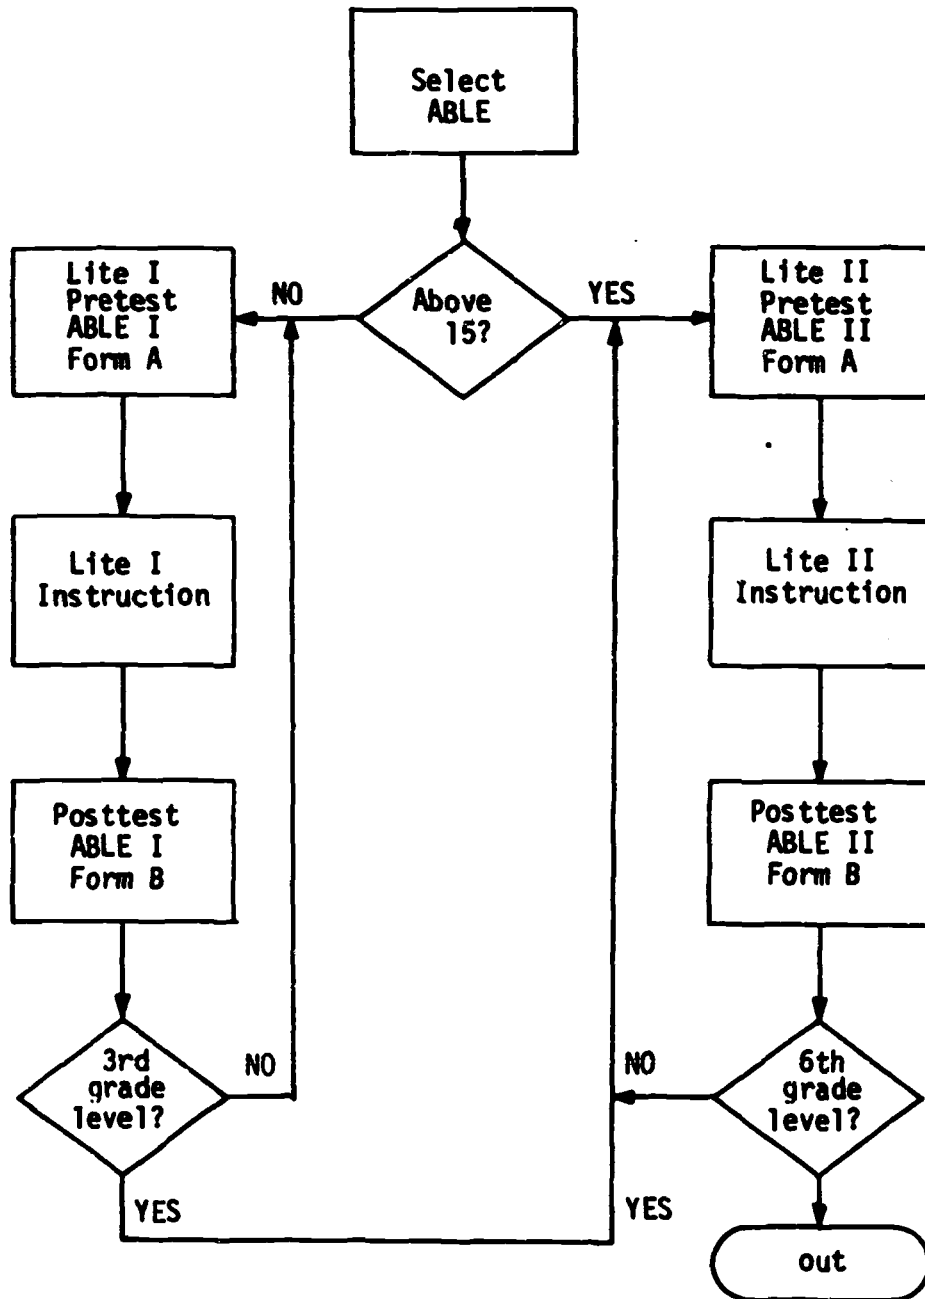 Select
ABLE
Above
15?
NO
YES
Lite I
Pretest
ABLE I
Form A
Lite II
Pretest
ABLE II
Form A
Lite I
Instruction
Lite II
Instruction
Posttest
ABLE I
Form B
Posttest
ABLE II
Form B
3rd
grade
level?
NO
YES
6th
grade
level?
NO
YES
out